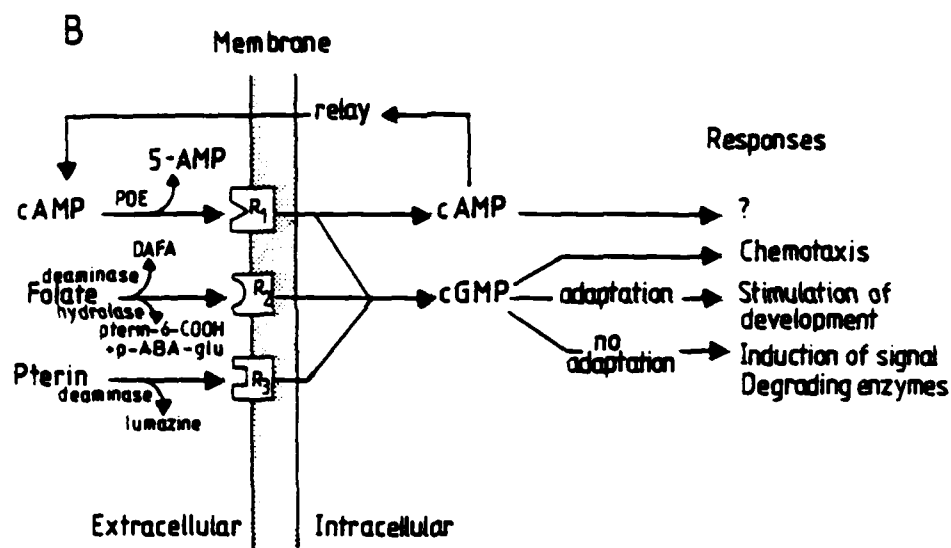 B
Membrane
relay
Responses
5-AMP
cAMP
PDE
R1
cAMP
?
DAFA
deaminase
Folate
hydrolase
pterin-6-COOH
+p-ABA-glu
R2
cGMP
Chemotaxis
adaptation
Stimulation of
development
no
adaptation
Induction of signal
Degrading enzymes
Pterin
deaminase
lumazine
R3
Extracellular
Intracellular